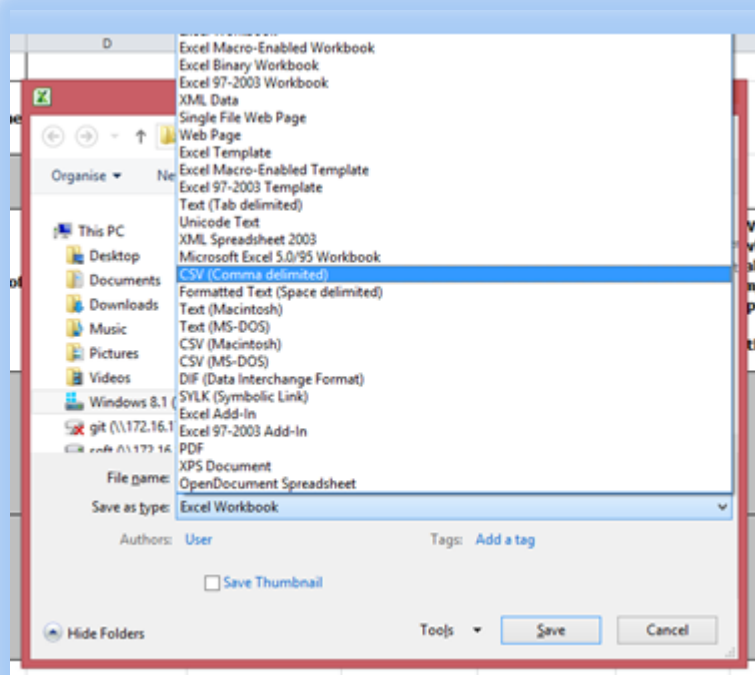 D
Excel Macro-Enabled Workbook
Excel Binary Workbook
Excel 97-2003 Workbook
XML Data
Single File Web Page
Web Page
Excel Template
Excel Macro-Enabled Template
Excel 97-2003 Template
Text (Tab delimited)
Unicode Text
XML Spreadsheet 2003
Microsoft Excel 5.0/95 Workbook
CSV (Comma delimited)
Formatted Text (Space delimited)
Text (Macintosh)
Text (MS-DOS)
CSV (Macintosh)
CSV (MS-DOS)
DIF (Data Interchange Format)
SYLK (Symbolic Link)
Excel Add-In
Excel 97-2003 Add-In
PDF
XPS Document
OpenDocument Spreadsheet
Organise
This PC
Desktop
Documents
Downloads
Music
Pictures
Videos
Windows 8.1 (
git (\\172.16.1
File name:
Save as type: Excel Workbook
Authors: User Tags: Add a tag
Save Thumbnail
Hide Folders Tools Save Cancel